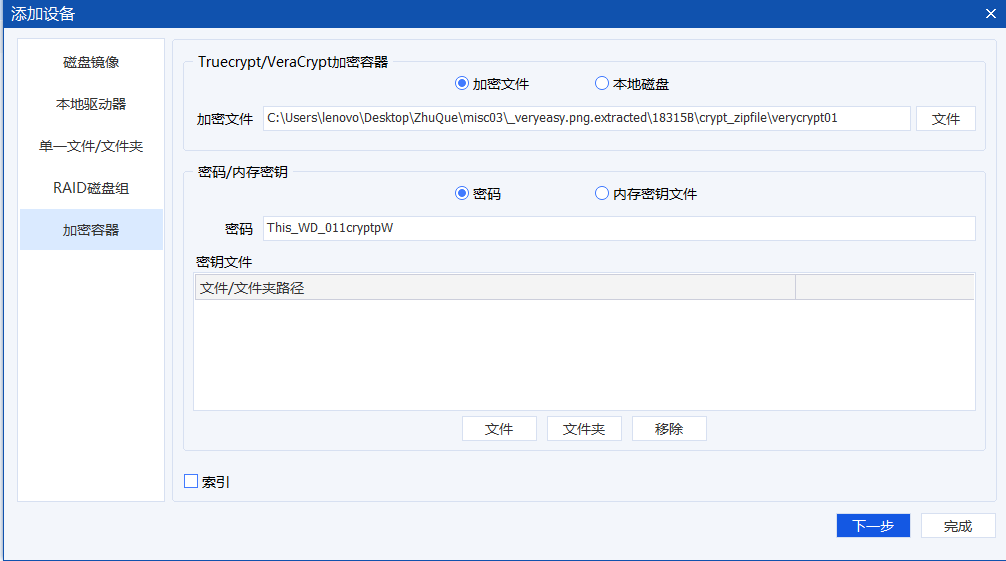 添加设备
磁盘镜像
本地驱动器
单一文件/文件夹
RAID磁盘组
加密容器
Truecrypt/VeraCrypt加密容器
加密文件 本地磁盘
加密文件 C:\Users\lenovo\Desktop\ZhuQue\misc03\_veryeasy.png.extracted\18315B\crypt_zipfile\verycrypt01 文件
密码/内存密钥
密码 内存密钥文件
密码 This_WD_011cryptpW
密钥文件
文件/文件夹路径
文件 文件夹 移除
索引
下一步 完成